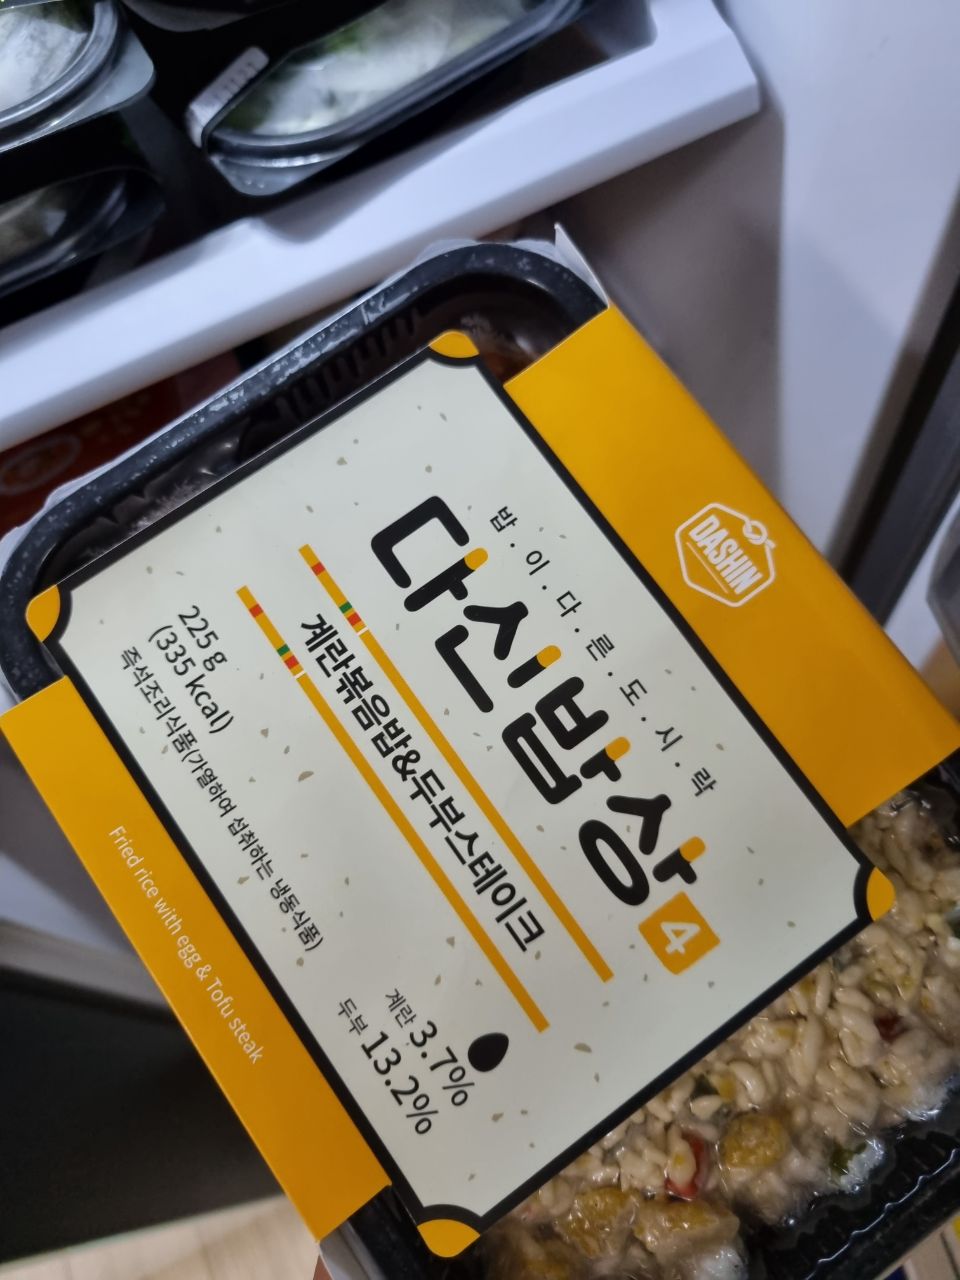 DASHIN
밥.이.다.른.도.시.락
다신밥상 4
계란볶음밥&두부스테이크
225 g
(335 kcal)
즉석조리식품(가열하여 섭취하는 냉동식품)
계란 3.7%
두부 13.2%
Fried rice with egg & Tofu steak